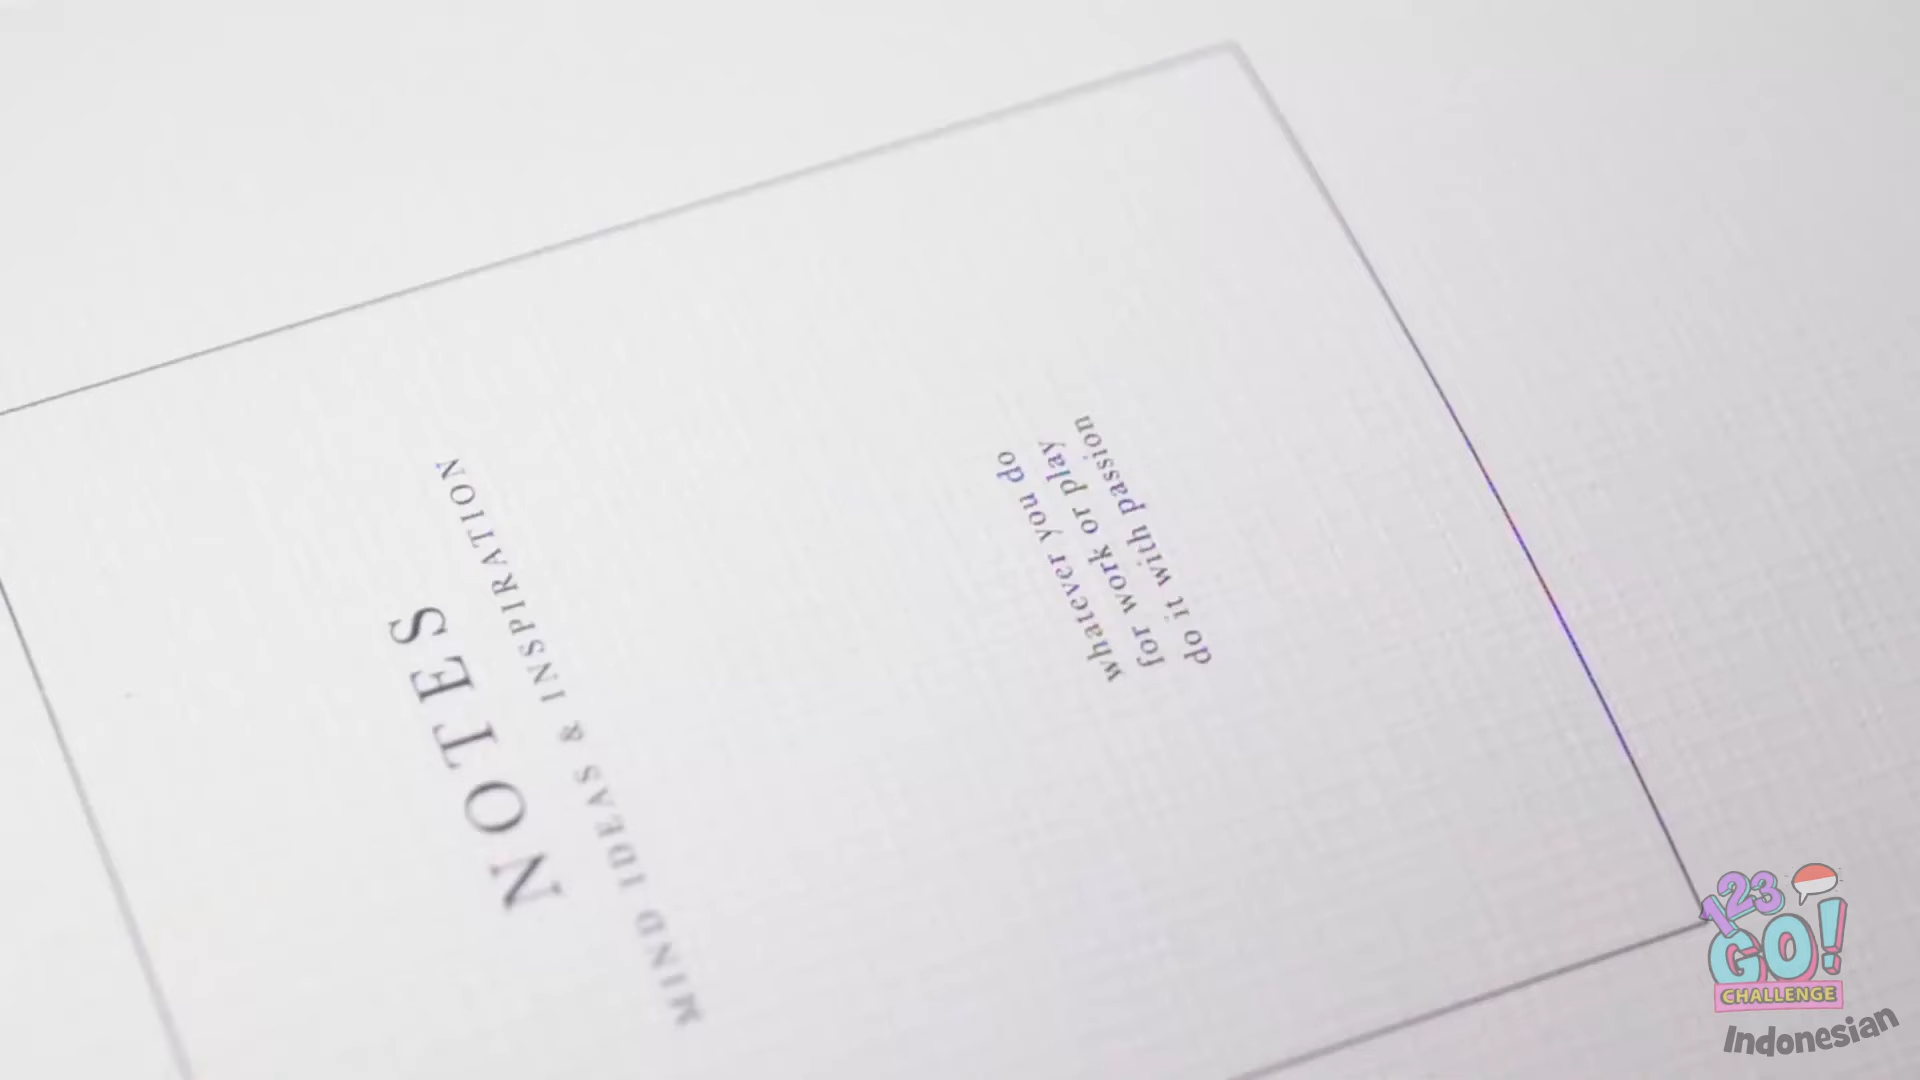 NOTES
MIND IDEAS & INSPIRATION
whatever you do
for work or play
do it with passion
123
GO!
CHALLENGE
Indonesian